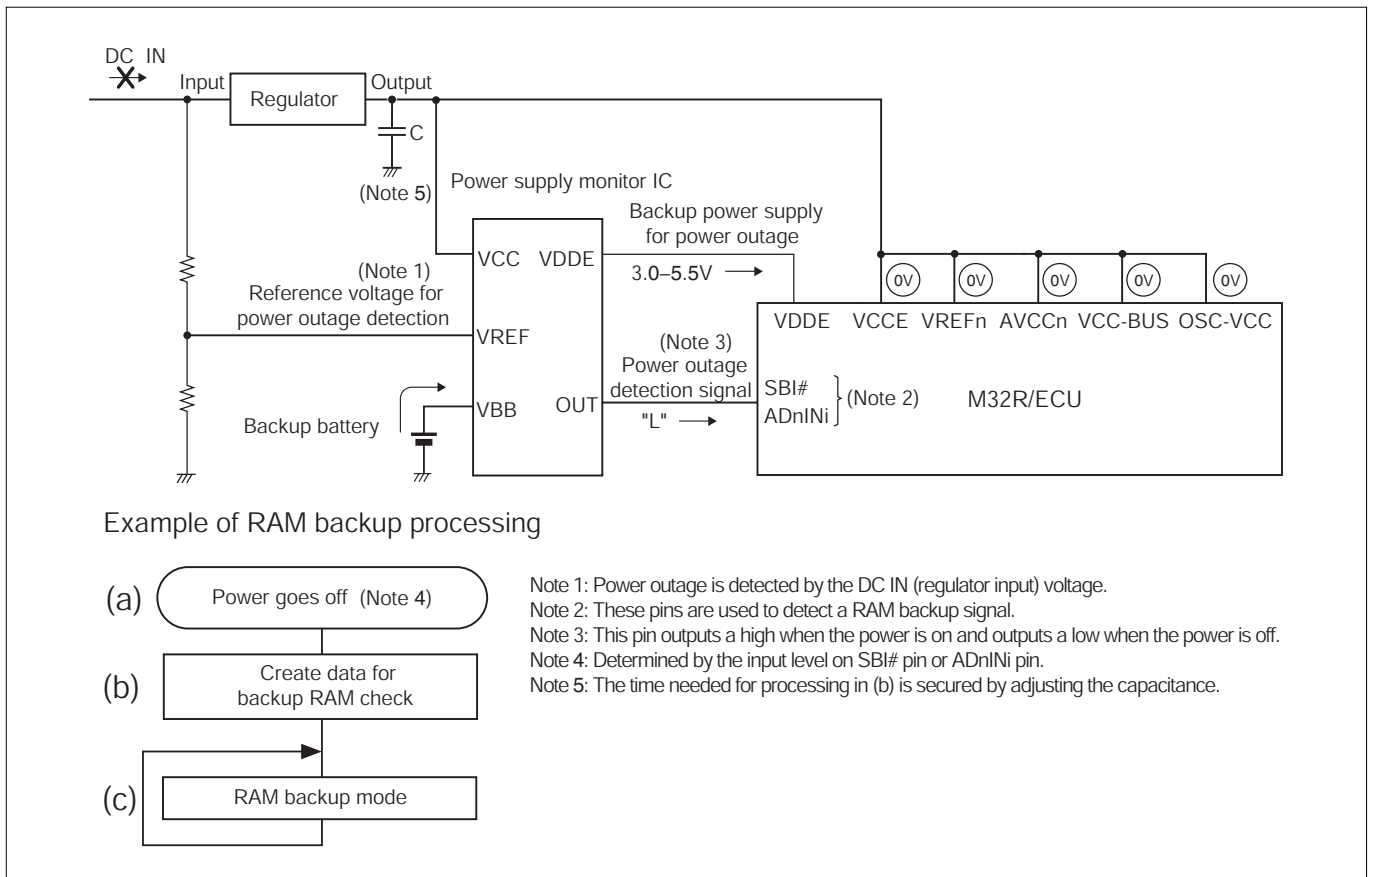 DC IN
Input
Regulator
Output
C
(Note 5)
Power supply monitor IC
Backup power supply
for power outage
3.0–5.5V
(Note 1)
Reference voltage for
power outage detection
VCC VDDE
VREF
VBB
OUT
Backup battery
(Note 3)
Power outage
detection signal
"L"
0V 0V 0V 0V 0V
VDDE VCCE VREFn AVCCn VCC-BUS OSC-VCC
SBI#
ADnINi
(Note 2)
M32R/ECU
Example of RAM backup processing
(a)
Power goes off (Note 4)
(b)
Create data for
backup RAM check
(c)
RAM backup mode
Note 1: Power outage is detected by the DC IN (regulator input) voltage.
Note 2: These pins are used to detect a RAM backup signal.
Note 3: This pin outputs a high when the power is on and outputs a low when the power is off.
Note 4: Determined by the input level on SBI# pin or ADnINi pin.
Note 5: The time needed for processing in (b) is secured by adjusting the capacitance.